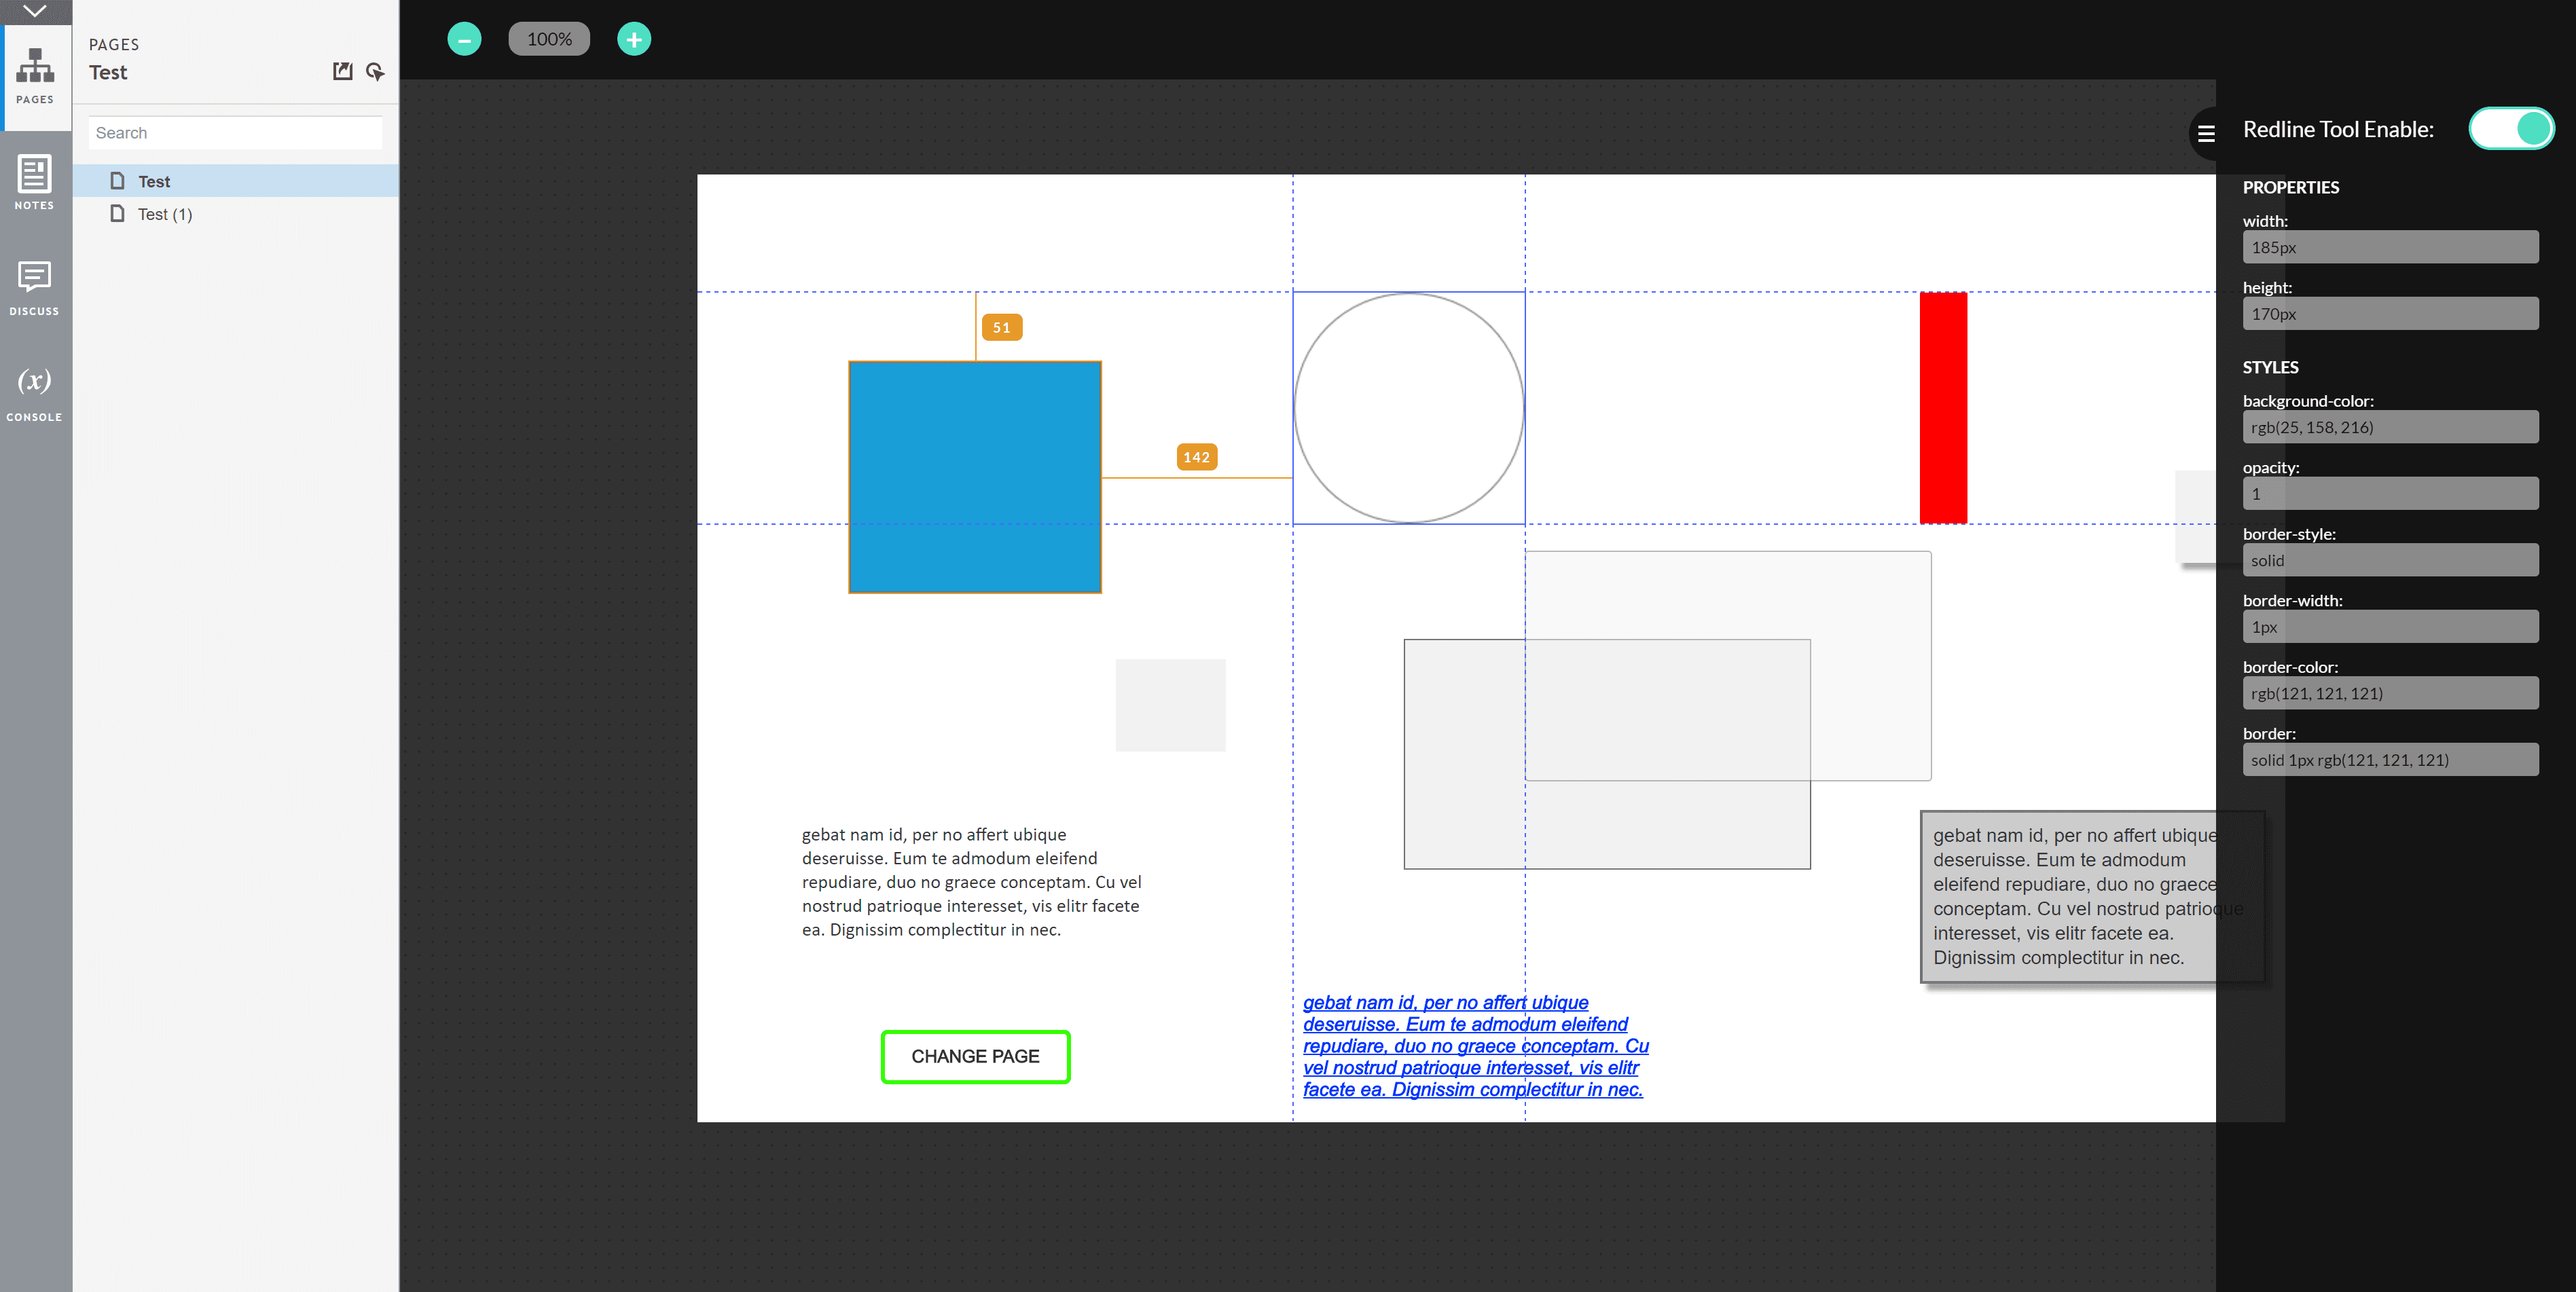 PAGES
NOTES
DISCUSS
(x)
CONSOLE
PAGES
Test
Search
Test
Test (1)
100%
51
142
gebat nam id, per no affert ubique
deseruisse. Eum te admodum eleifend
repudiare, duo no graece conceptam. Cu vel
nostrud patrioque interesset, vis elitr facete
ea. Dignissim complectitur in nec.
CHANGE PAGE
gebat nam id, per no affert ubique
deseruisse. Eum te admodum eleifend
repudiare, duo no graece conceptam. Cu
vel nostrud patrioque interesset, vis elitr
facete ea. Dignissim complectitur in nec.
gebat nam id, per no affert ubique
deseruisse. Eum te admodum
eleifend repudiare, duo no graece
conceptam. Cu vel nostrud patrioque
interesset, vis elitr facete ea.
Dignissim complectitur in nec.
Redline Tool Enable:
PROPERTIES
width:
185px
height:
170px
STYLES
background-color:
rgb(25, 158, 216)
opacity:
1
border-style:
solid
border-width:
1px
border-color:
rgb(121, 121, 121)
border:
solid 1px rgb(121, 121, 121)